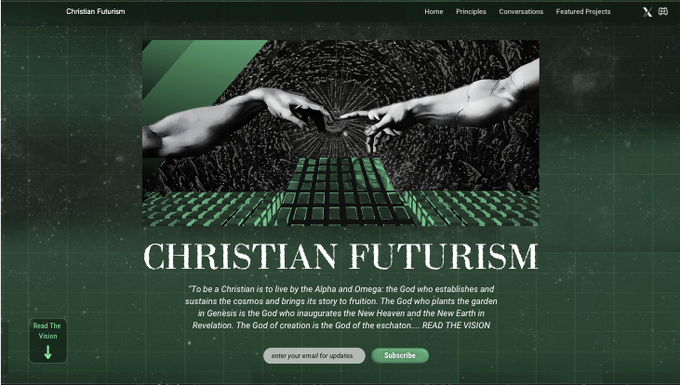 Christian Futurism
Home Principles Conversations Featured Projects
CHRISTIAN FUTURISM
"To be a Christian is to live by the Alpha and Omega: the God who establishes and
sustains the cosmos and brings its story to fruition. The God who plants the garden
in Genesis is the God who inaugurates the New Heaven and the New Earth in
Revelation. The God of creation is the God of the eschaton.... READ THE VISION
Read The
Vision
enter your email for updates Subscribe